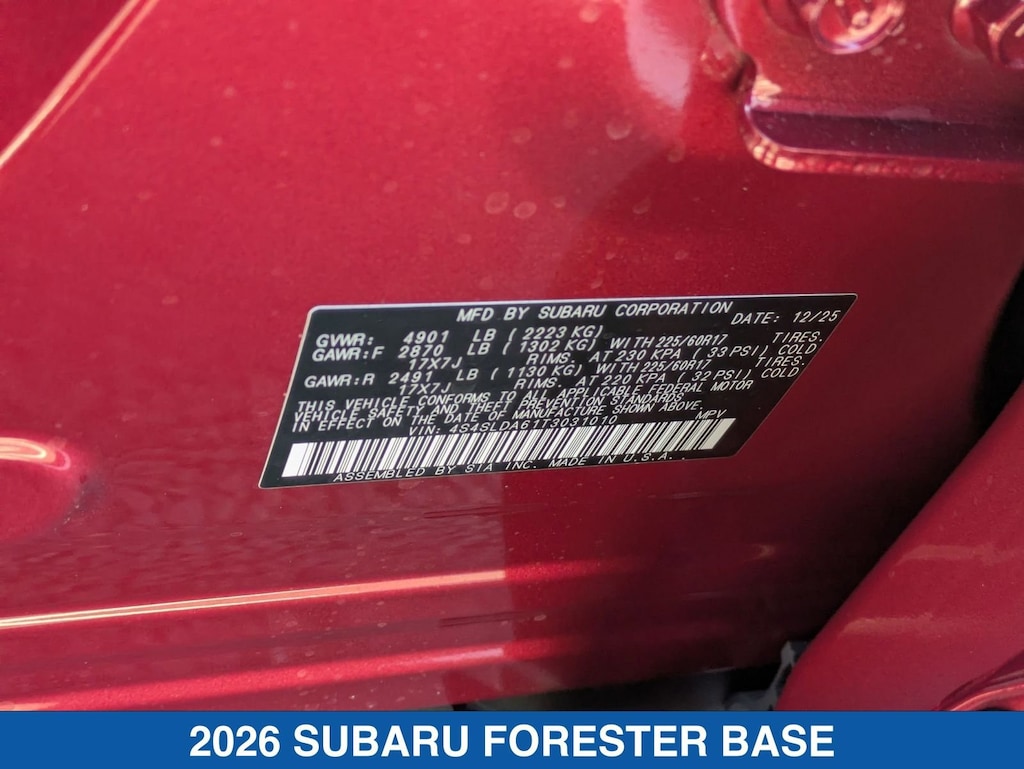 MFD BY SUBARU CORPORATION DATE: 12/25
GVWR: 4901 LB (2223 KG)
GAWR:F 2870 LB (1302 KG) WITH 225/60R17 TIRES.
17X7J RIMS. AT 230 KPA (33 PSI) COLD
GAWR:R 2491 LB (1130 KG) WITH 225/60R17 TIRES.
17X7J RIMS. AT 220 KPA (32 PSI) COLD.
THIS VEHICLE CONFORMS TO ALL APPLICABLE FEDERAL MOTOR
VEHICLE SAFETY AND THEFT PREVENTION STANDARDS
IN EFFECT ON THE DATE OF MANUFACTURE SHOWN ABOVE.
VIN: 4S4SLDA61T3031010 MPV
ASSEMBLED BY SIA INC. MADE IN U.S.A.
2026 SUBARU FORESTER BASE